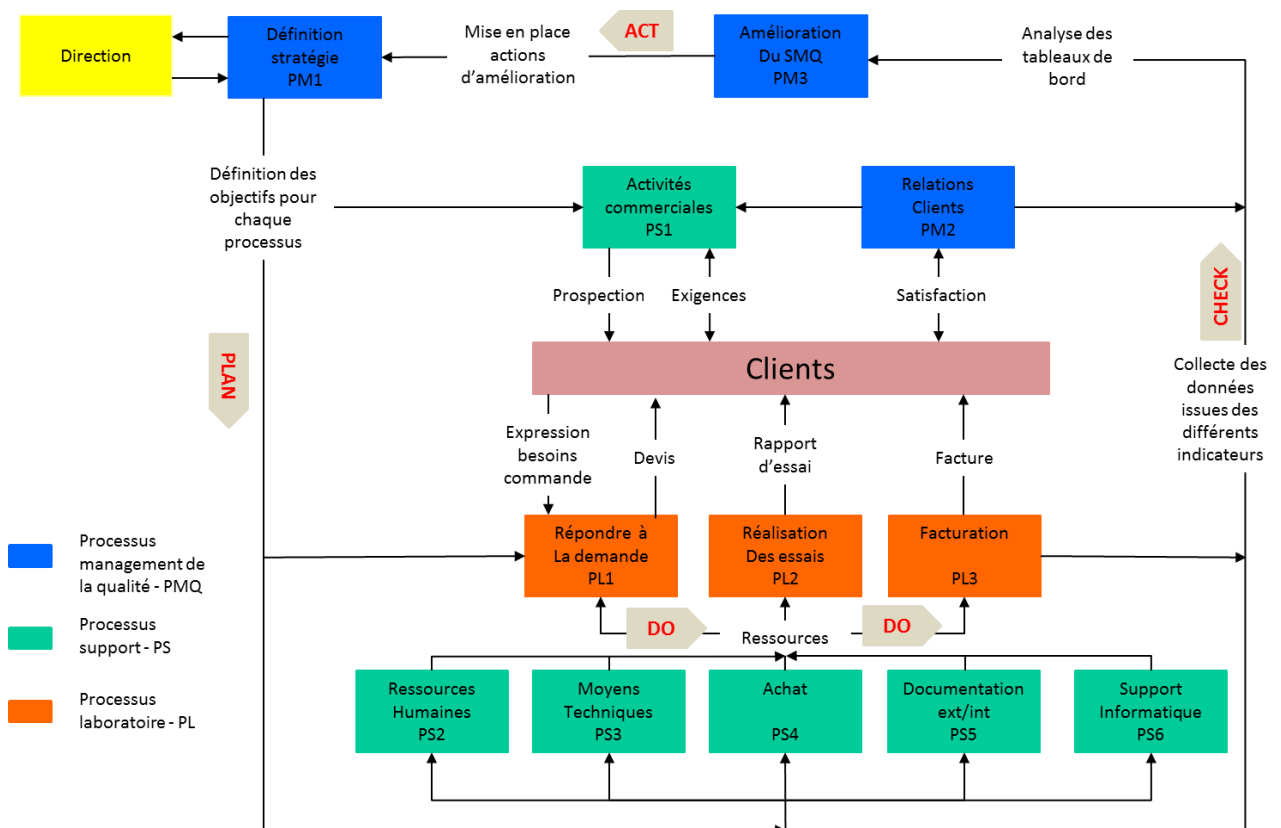 Direction
Définition
stratégie
PM1
Mise en place
actions
d’amélioration
ACT
Amélioration
Du SMQ
PM3
Analyse des
tableaux de
bord
Définition des
objectifs pour
chaque
processus
Activités
commerciales
PS1
Relations
Clients
PM2
Prospection
Exigences
Satisfaction
CHECK
PLAN
Clients
Collecte des
données
issues des
différents
indicateurs
Expression
besoins
commande
Devis
Rapport
d’essai
Facture
Répondre à
La demande
PL1
Réalisation
Des essais
PL2
Facturation
PL3
Processus
management de
la qualité - PMQ
Processus
support - PS
Processus
laboratoire - PL
DO
Ressources
DO
Ressources
Humaines
PS2
Moyens
Techniques
PS3
Achat
PS4
Documentation
ext/int
PS5
Support
Informatique
PS6